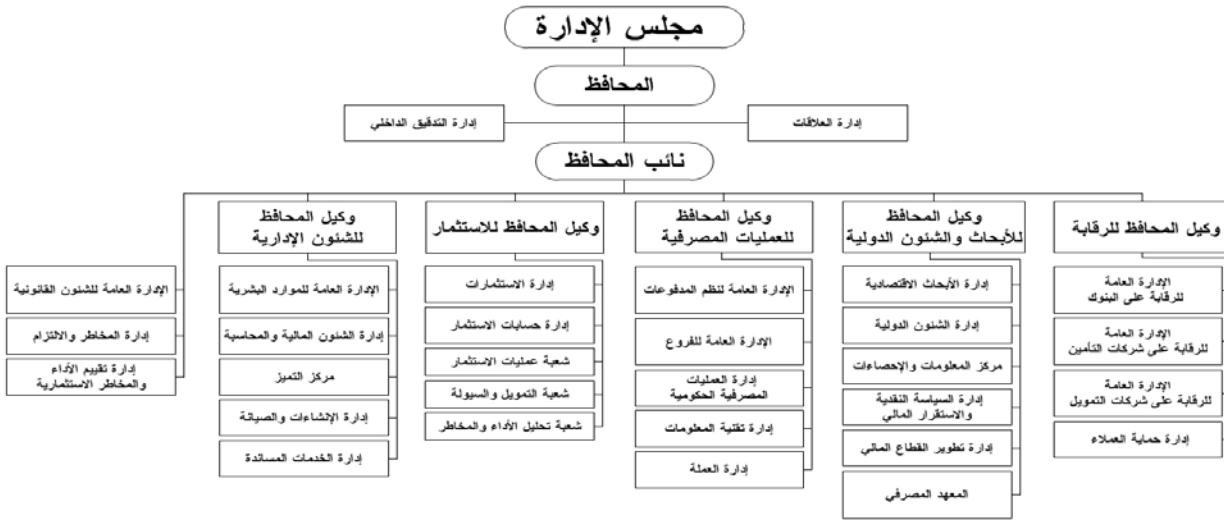 مجلس الإدارة
المحافظ
إدارة العلاقات
إدارة التدقيق الداخلي
نائب المحافظ
وكيل المحافظ للرقابة
الإدارة العامة
للرقابة على البنوك
الإدارة العامة
للرقابة على شركات التأمين
الإدارة العامة
للرقابة على شركات التمويل
إدارة حماية العملاء
وكيل المحافظ
للأبحاث والشئون الدولية
إدارة الأبحاث الاقتصادية
إدارة الشئون الدولية
مركز المعلومات والإحصاءات
إدارة السياسة النقدية
والاستقرار المالي
إدارة تطوير القطاع المالي
المعهد المصرفي
وكيل المحافظ
للعمليات المصرفية
الإدارة العامة لنظم المدفوعات
الإدارة العامة للفروع
إدارة العمليات
المصرفية الحكومية
إدارة تقنية المعلومات
إدارة العملة
وكيل المحافظ للاستثمار
إدارة الاستثمارات
إدارة حسابات الاستثمار
شعبة عمليات الاستثمار
شعبة التمويل والسيولة
شعبة تحليل الأداء والمخاطر
وكيل المحافظ
للشئون الإدارية
الإدارة العامة للموارد البشرية
إدارة الشئون المالية والمحاسبة
مركز التميز
إدارة الإنشاءات والصيانة
إدارة الخدمات المساندة
الإدارة العامة للشئون القانونية
إدارة المخاطر والالتزام
إدارة تقييم الأداء
والمخاطر الاستثمارية